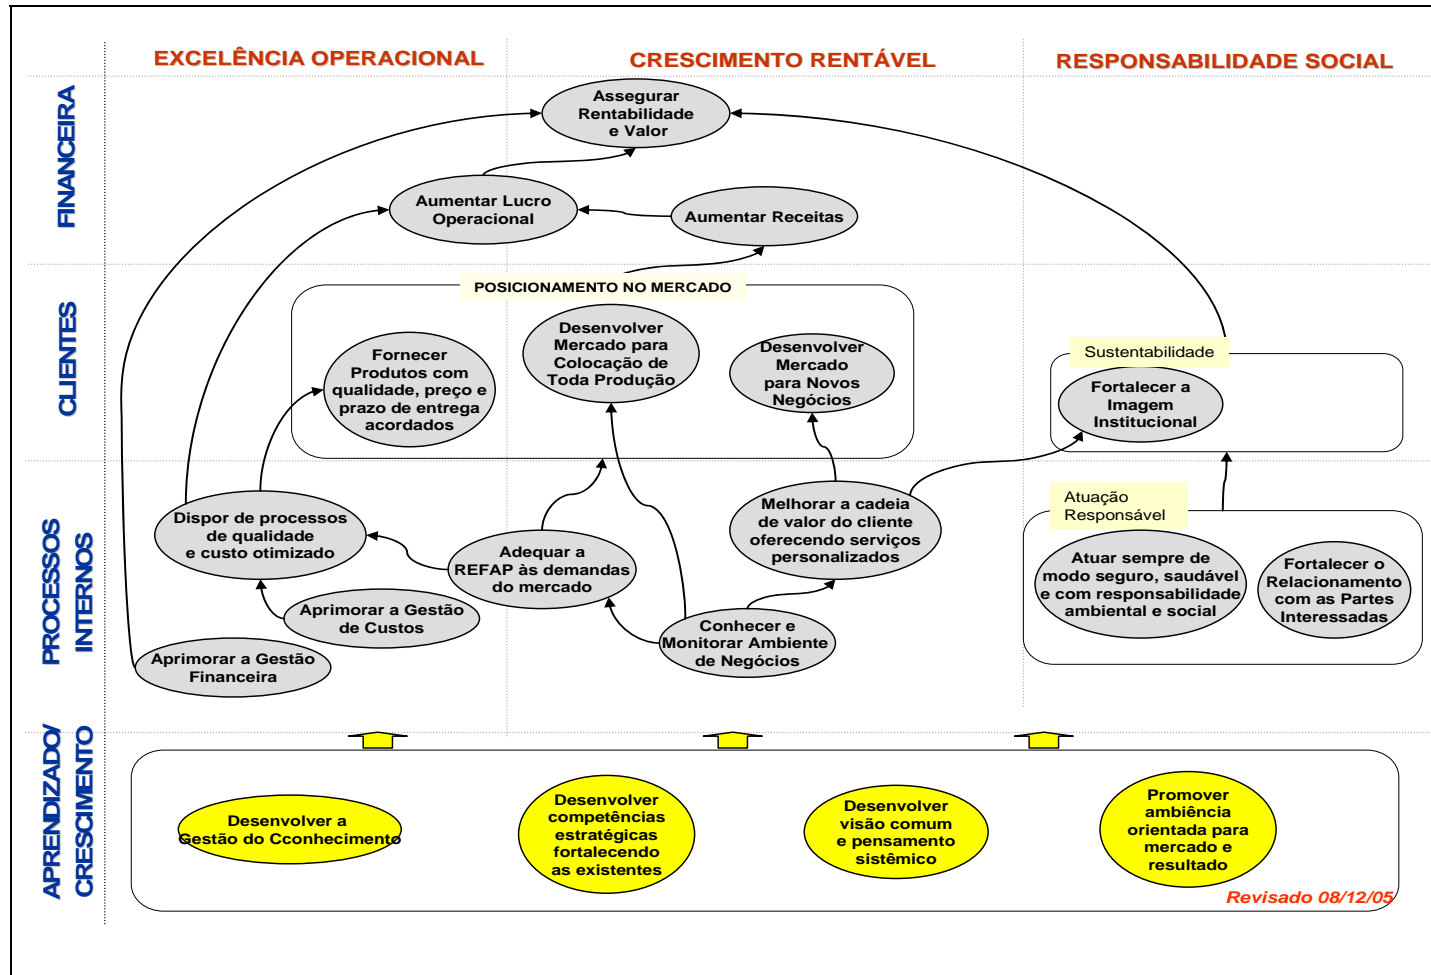 EXCELÊNCIA OPERACIONAL
CRESCIMENTO RENTÁVEL
RESPONSABILIDADE SOCIAL
FINANCEIRA
Assegurar
Rentabilidade
e Valor
Aumentar Lucro
Operacional
Aumentar Receitas
CLIENTES
POSICIONAMENTO NO MERCADO
Fornecer
Produtos com
qualidade, preço e
prazo de entrega
acordados
Desenvolver
Mercado para
Colocação de
Toda Produção
Desenvolver
Mercado
para Novos
Negócios
Sustentabilidade
Fortalecer a
Imagem
Institucional
PROCESSOS
INTERNOS
Dispor de processos
de qualidade
e custo otimizado
Adequar a
REFAP às demandas
do mercado
Melhorar a cadeia
de valor do cliente
oferecendo serviços
personalizados
Atuação
Responsável
Atuar sempre de
modo seguro, saudável
e com responsabilidade
ambiental e social
Fortalecer o
Relacionamento
com as Partes
Interessadas
Aprimorar a Gestão
de Custos
Conhecer e
Monitorar Ambiente
de Negócios
Aprimorar a Gestão
Financeira
APRENDIZADO/
CRESCIMENTO
Desenvolver a
Gestão do Cconhecimento
Desenvolver
competências
estratégicas
fortalecendo
as existentes
Desenvolver
visão comum
e pensamento
sistêmico
Promover
ambiência
orientada para
mercado e
resultado
Revisado 08/12/05